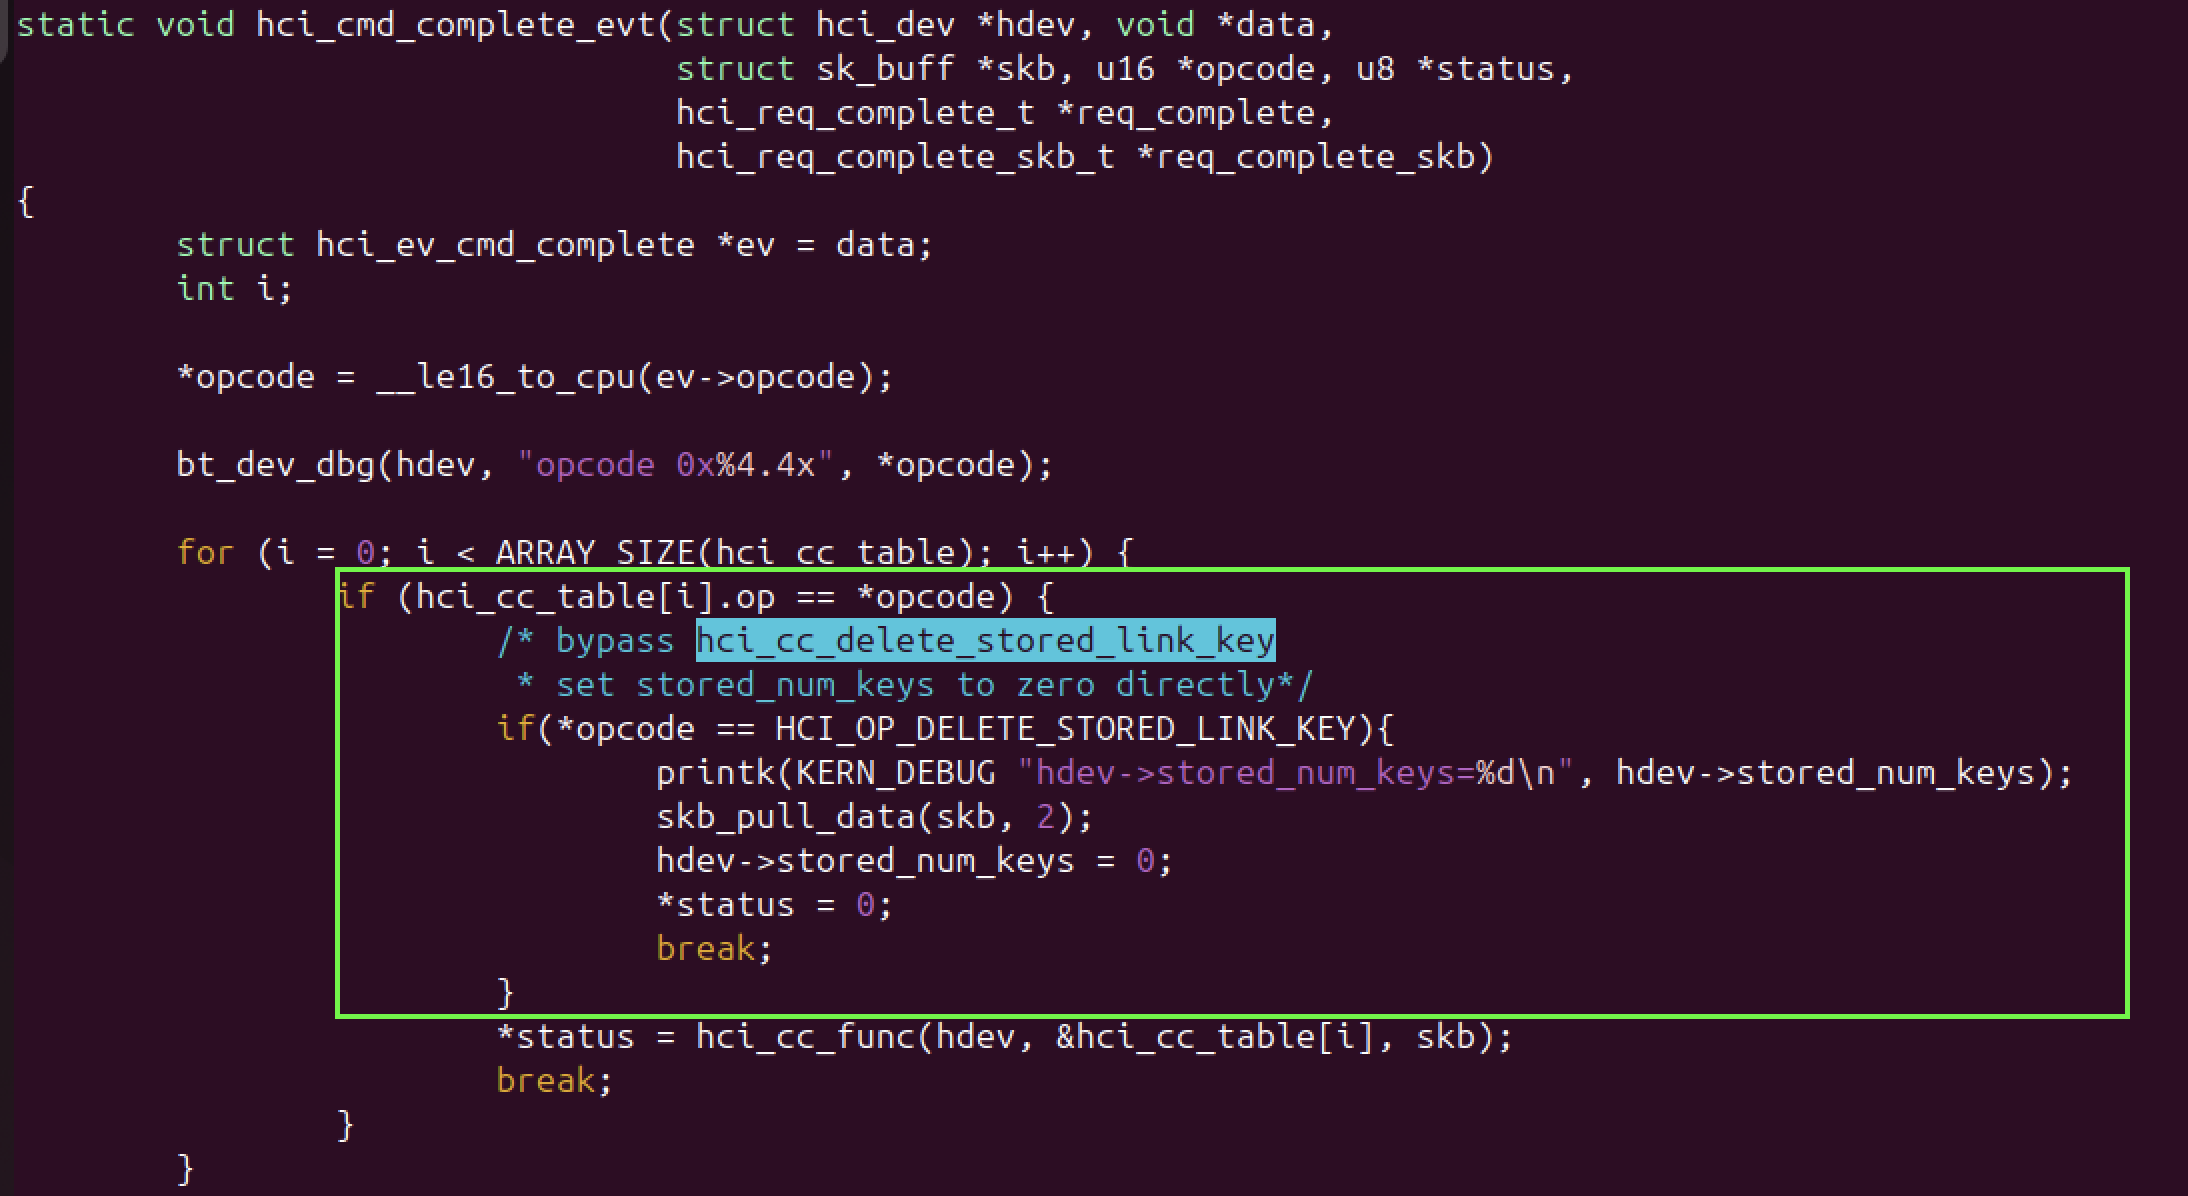 static void hci_cmd_complete_evt(struct hci_dev *hdev, void *data,
                                 struct sk_buff *skb, u16 *opcode, u8 *status,
                                 hci_req_complete_t *req_complete,
                                 hci_req_complete_skb_t *req_complete_skb)
{
        struct hci_ev_cmd_complete *ev = data;
        int i;

        *opcode = __le16_to_cpu(ev->opcode);

        bt_dev_dbg(hdev, "opcode 0x%4.4x", *opcode);

        for (i = 0; i < ARRAY_SIZE(hci_cc_table); i++) {
                if (hci_cc_table[i].op == *opcode) {
                        /* bypass hci_cc_delete_stored_link_key
                         * set stored_num_keys to zero directly*/
                        if(*opcode == HCI_OP_DELETE_STORED_LINK_KEY){
                                printk(KERN_DEBUG "hdev->stored_num_keys=%d\n", hdev->stored_num_keys);
                                skb_pull_data(skb, 2);
                                hdev->stored_num_keys = 0;
                                *status = 0;
                                break;
                        }
                        *status = hci_cc_func(hdev, &hci_cc_table[i], skb);
                        break;
                }
        }